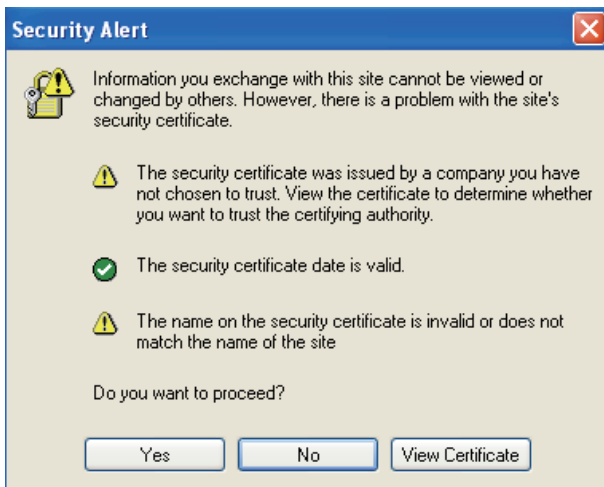 Security Alert
Information you exchange with this site cannot be viewed or
changed by others. However, there is a problem with the site's
security certificate.
The security certificate was issued by a company you have
not chosen to trust. View the certificate to determine whether
you want to trust the certifying authority.
The security certificate date is valid.
The name on the security certificate is invalid or does not
match the name of the site
Do you want to proceed?
Yes No View Certificate